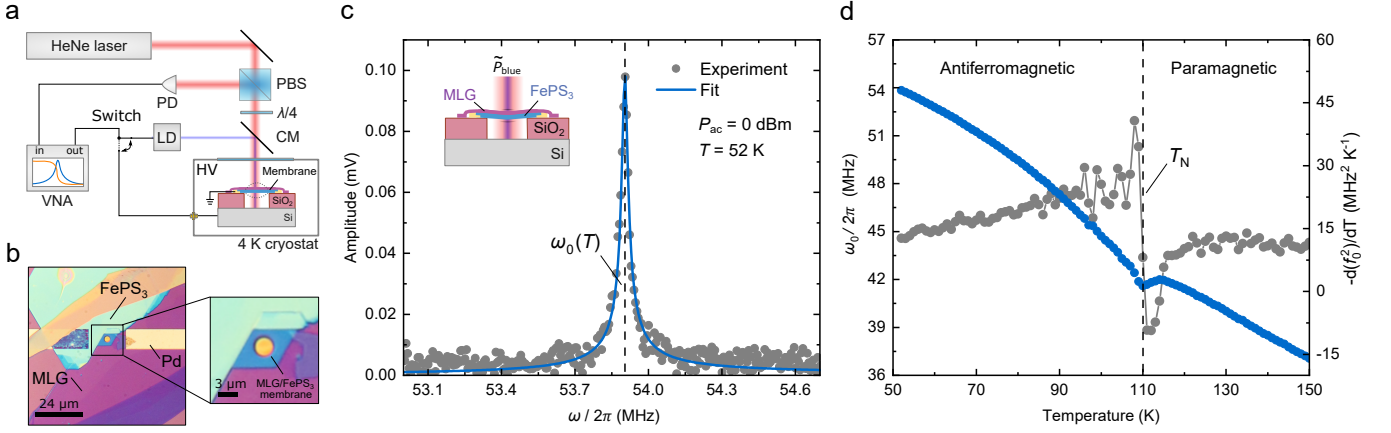 a
HeNe laser
PBS
PD
λ/4
Switch
LD
CM
in out
VNA
HV
Membrane
SiO₂
Si
4 K cryostat
b
FePS₃
MLG
Pd
24 μm
3 μm
MLG/FePS₃
membrane
c
Amplitude (mV)
0.10
0.08
0.06
0.04
0.02
0.00
53.1
53.4
53.7
54.0
54.3
54.6
ω / 2π (MHz)
P̃blue
MLG
FePS₃
SiO₂
Si
Experiment
Fit
Pac = 0 dBm
T = 52 K
ω₀(T)
d
ω₀ / 2π (MHz)
57
54
51
48
45
42
39
36
Antiferromagnetic
Paramagnetic
TN
60
45
30
15
0
-15
-d(f₀²)/dT (MHz² K⁻¹)
50
70
90
110
130
150
Temperature (K)